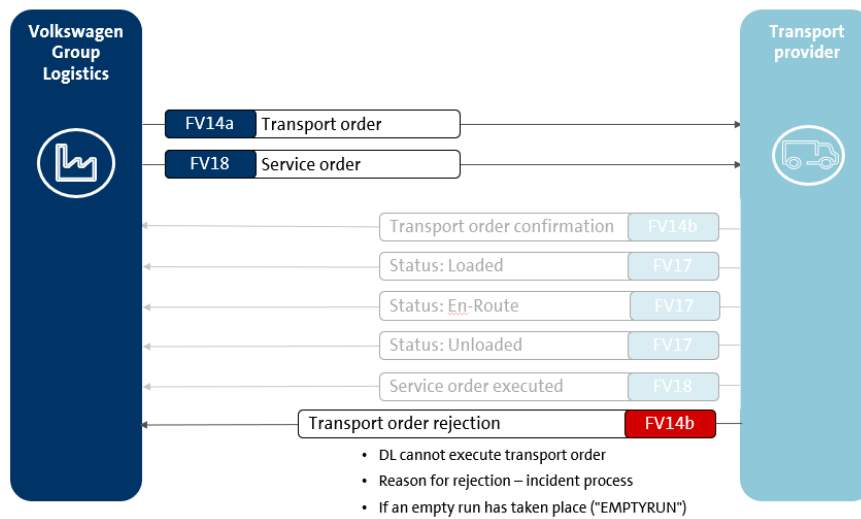 Volkswagen
Group
Logistics
Transport
provider
FV14a Transport order
FV18 Service order
Transport order confirmation FV14b
Status: Loaded FV17
Status: En-Route FV17
Status: Unloaded FV17
Service order executed FV18
Transport order rejection FV14b
• DL cannot execute transport order
• Reason for rejection – incident process
• If an empty run has taken place ("EMPTYRUN")